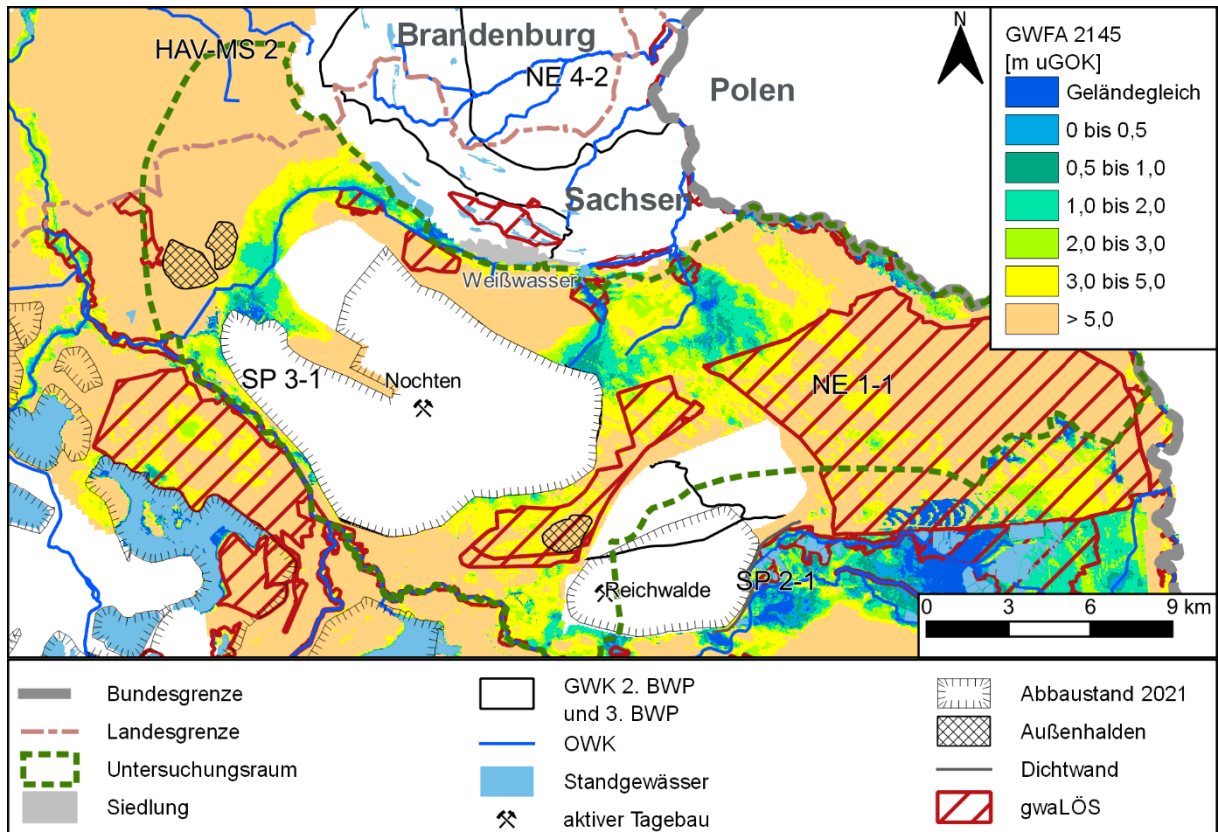 Brandenburg
HAV-MS 2
NE 4-2
Polen
N
GWFA 2145
[m uGOK]
Geländegleich
0 bis 0,5
0,5 bis 1,0
1,0 bis 2,0
2,0 bis 3,0
3,0 bis 5,0
> 5,0
Sachsen
Weißwasser
SP 3-1
Nochten
NE 1-1
Reichwalde
SP 2-1
0 3 6 9 km
Bundesgrenze
Landesgrenze
Untersuchungsraum
Siedlung
GWK 2. BWP
und 3. BWP
OWK
Standgewässer
aktiver Tagebau
Abbaustand 2021
Außenhalden
Dichtwand
gwaLÖS